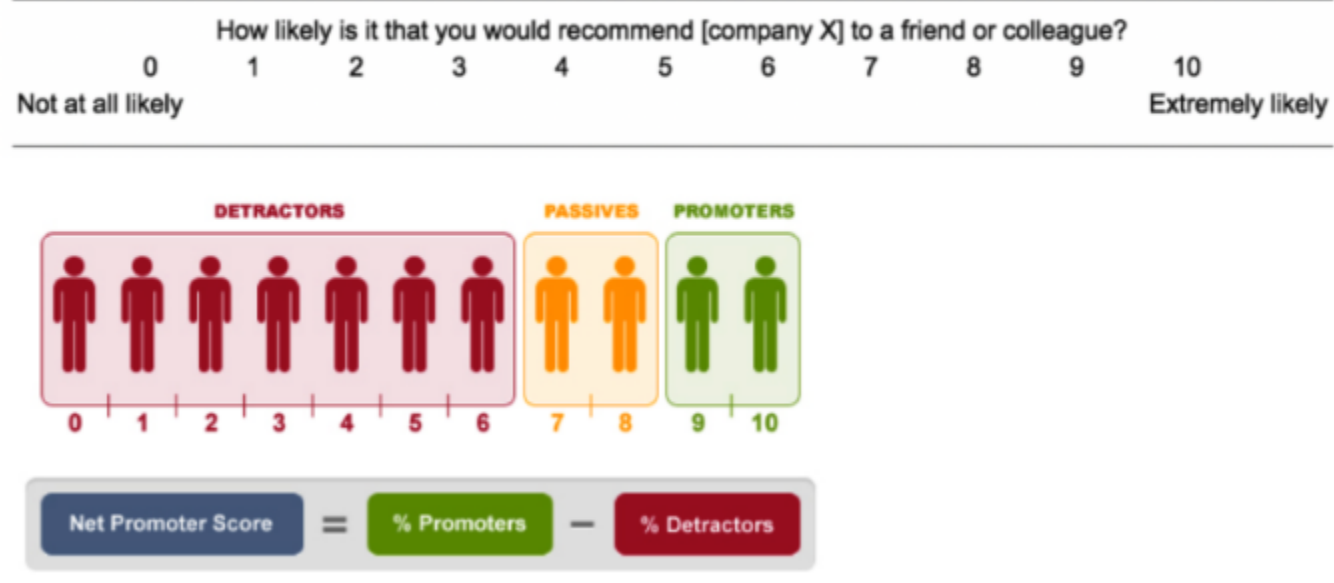 How likely is it that you would recommend [company X] to a friend or colleague?
0 1 2 3 4 5 6 7 8 9 10
Not at all likely Extremely likely
DETRACTORS PASSIVES PROMOTERS
0 1 2 3 4 5 6 7 8 9 10
Net Promoter Score = % Promoters − % Detractors